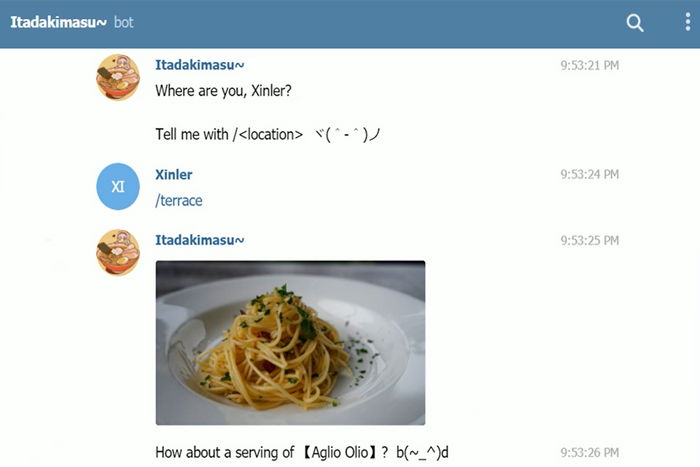 Itadakimasu~ bot
Itadakimasu~ 9:53:21 PM
Where are you, Xinler?
Tell me with /<location> ヾ(＾-＾)ノ
XI
Xinler 9:53:24 PM
/terrace
Itadakimasu~ 9:53:25 PM
How about a serving of 【Aglio Olio】? b(~_^)d 9:53:26 PM